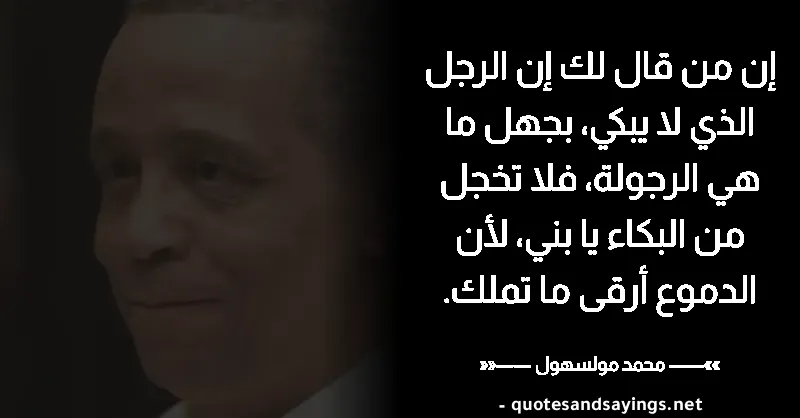 إن من قال لك إن الرجل
الذي لا يبكي، بجهل ما
هي الرجولة، فلا تخجل
من البكاء يا بني، لأن
الدموع أرقى ما تملك.
»»—— محمد مولسهول ——««
- quotesandsayings.net